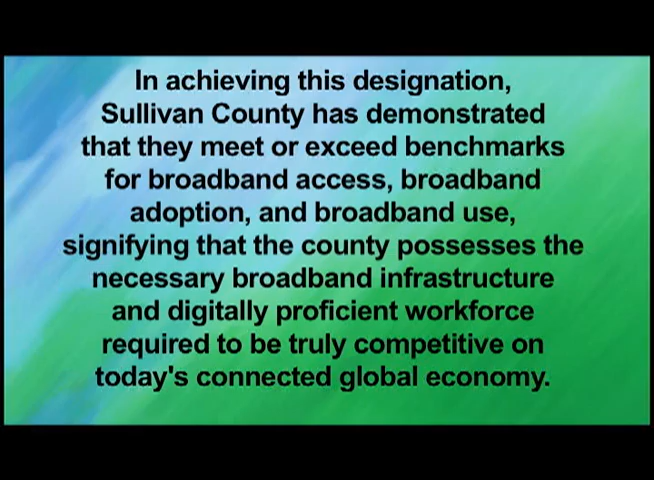 In achieving this designation,
Sullivan County has demonstrated
that they meet or exceed benchmarks
for broadband access, broadband
adoption, and broadband use,
signifying that the county possesses the
necessary broadband infrastructure
and digitally proficient workforce
required to be truly competitive on
today's connected global economy.